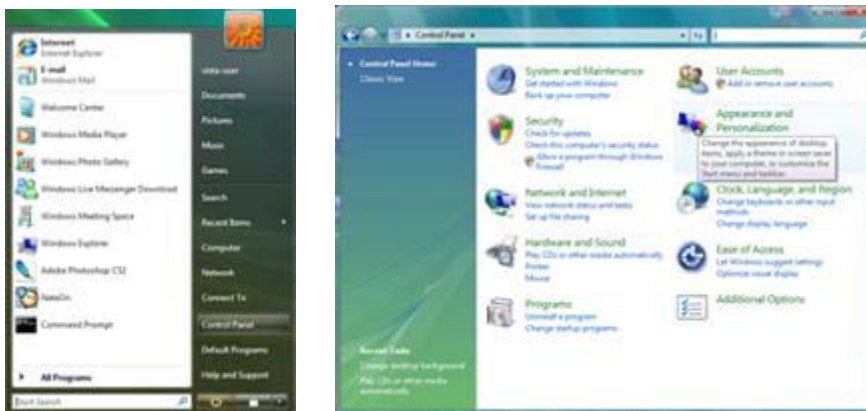 Internet
Internet Explorer
E-mail
Windows Mail
Welcome Center
Windows Media Player
Windows Photo Gallery
Windows Live Messenger Download
Windows Meeting Space
Windows Explorer
Adobe Photoshop CS2
NateOn
Command Prompt
All Programs
Start Search
vista user
Documents
Pictures
Music
Games
Search
Recent Items
Computer
Network
Connect To
Control Panel
Default Programs
Help and Support
Control Panel
Control Panel Home
Classic View
Recent Tasks
Change desktop background
Play CDs or other media
automatically
System and Maintenance
Get started with Windows
Back up your computer
Security
Check for updates
Check this computer's security status
Allow a program through Windows
Firewall
Network and Internet
View network status and tasks
Set up file sharing
Hardware and Sound
Play CDs or other media automatically
Printer
Mouse
Programs
Uninstall a program
Change startup programs
User Accounts
Add or remove user accounts
Appearance and
Personalization
Change the appearance of desktop
items, apply a theme or screen saver
to your computer, or customize the
Start menu and taskbar.
Clock, Language, and Region
Change keyboards or other input
methods
Change display language
Ease of Access
Let Windows suggest settings
Optimize visual display
Additional Options